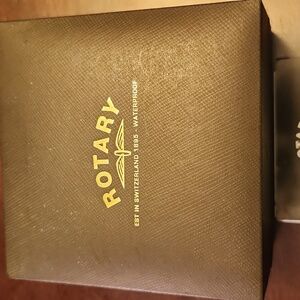 ROTARY
EST IN SWITZERLAND 1895 - WATERPROOF